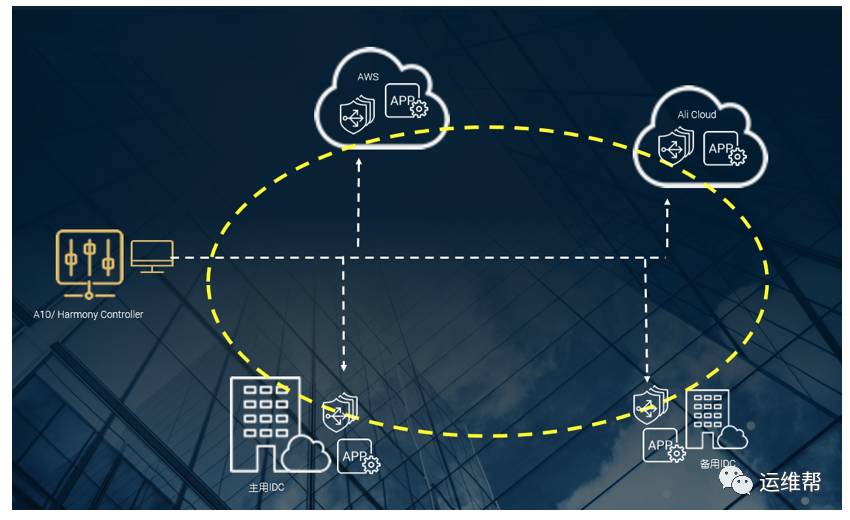 AWS
APP
Ali Cloud
APP
A10/ Harmony Controller
APP
主用IDC
APP
备用IDC
运维帮